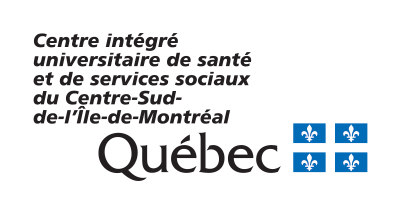 Centre intégré
universitaire de santé
et de services sociaux
du Centre-Sud-
de-l'Île-de-Montréal
Québec